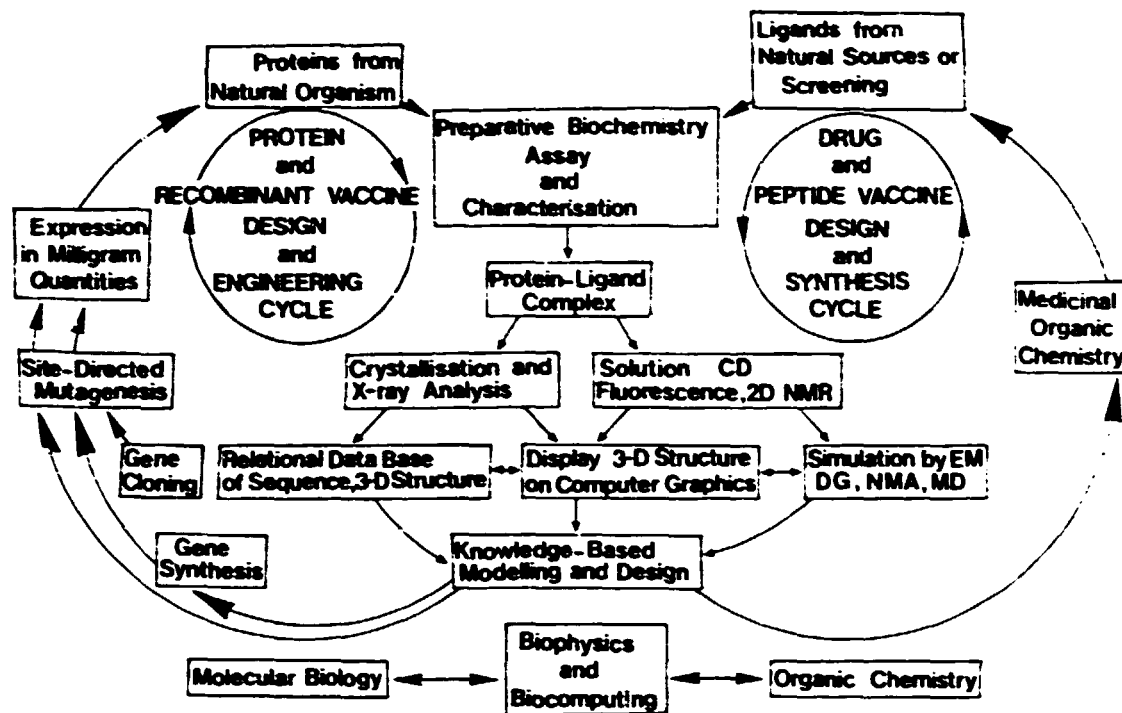 Proteins from
Natural Organism
Ligands from
Natural Sources or
Screening
Preparative Biochemistry
Assay
and
Characterisation
PROTEIN
and
RECOMBINANT VACCINE
DESIGN
and
ENGINEERING
CYCLE
DRUG
and
PEPTIDE VACCINE
DESIGN
and
SYNTHESIS
CYCLE
Expression
in Milligram
Quantities
Protein-Ligand
Complex
Medicinal
Organic
Chemistry
Site-Directed
Mutagenesis
Crystallisation and
X-ray Analysis
Solution CD
Fluorescence,2D NMR
Gene
Cloning
Relational Data Base
of Sequence,3-D Structure
Display 3-D Structure
on Computer Graphics
Simulation by EM
DG, NMA, MD
Gene
Synthesis
Knowledge-Based
Modelling and Design
Molecular Biology
Biophysics
and
Biocomputing
Organic Chemistry